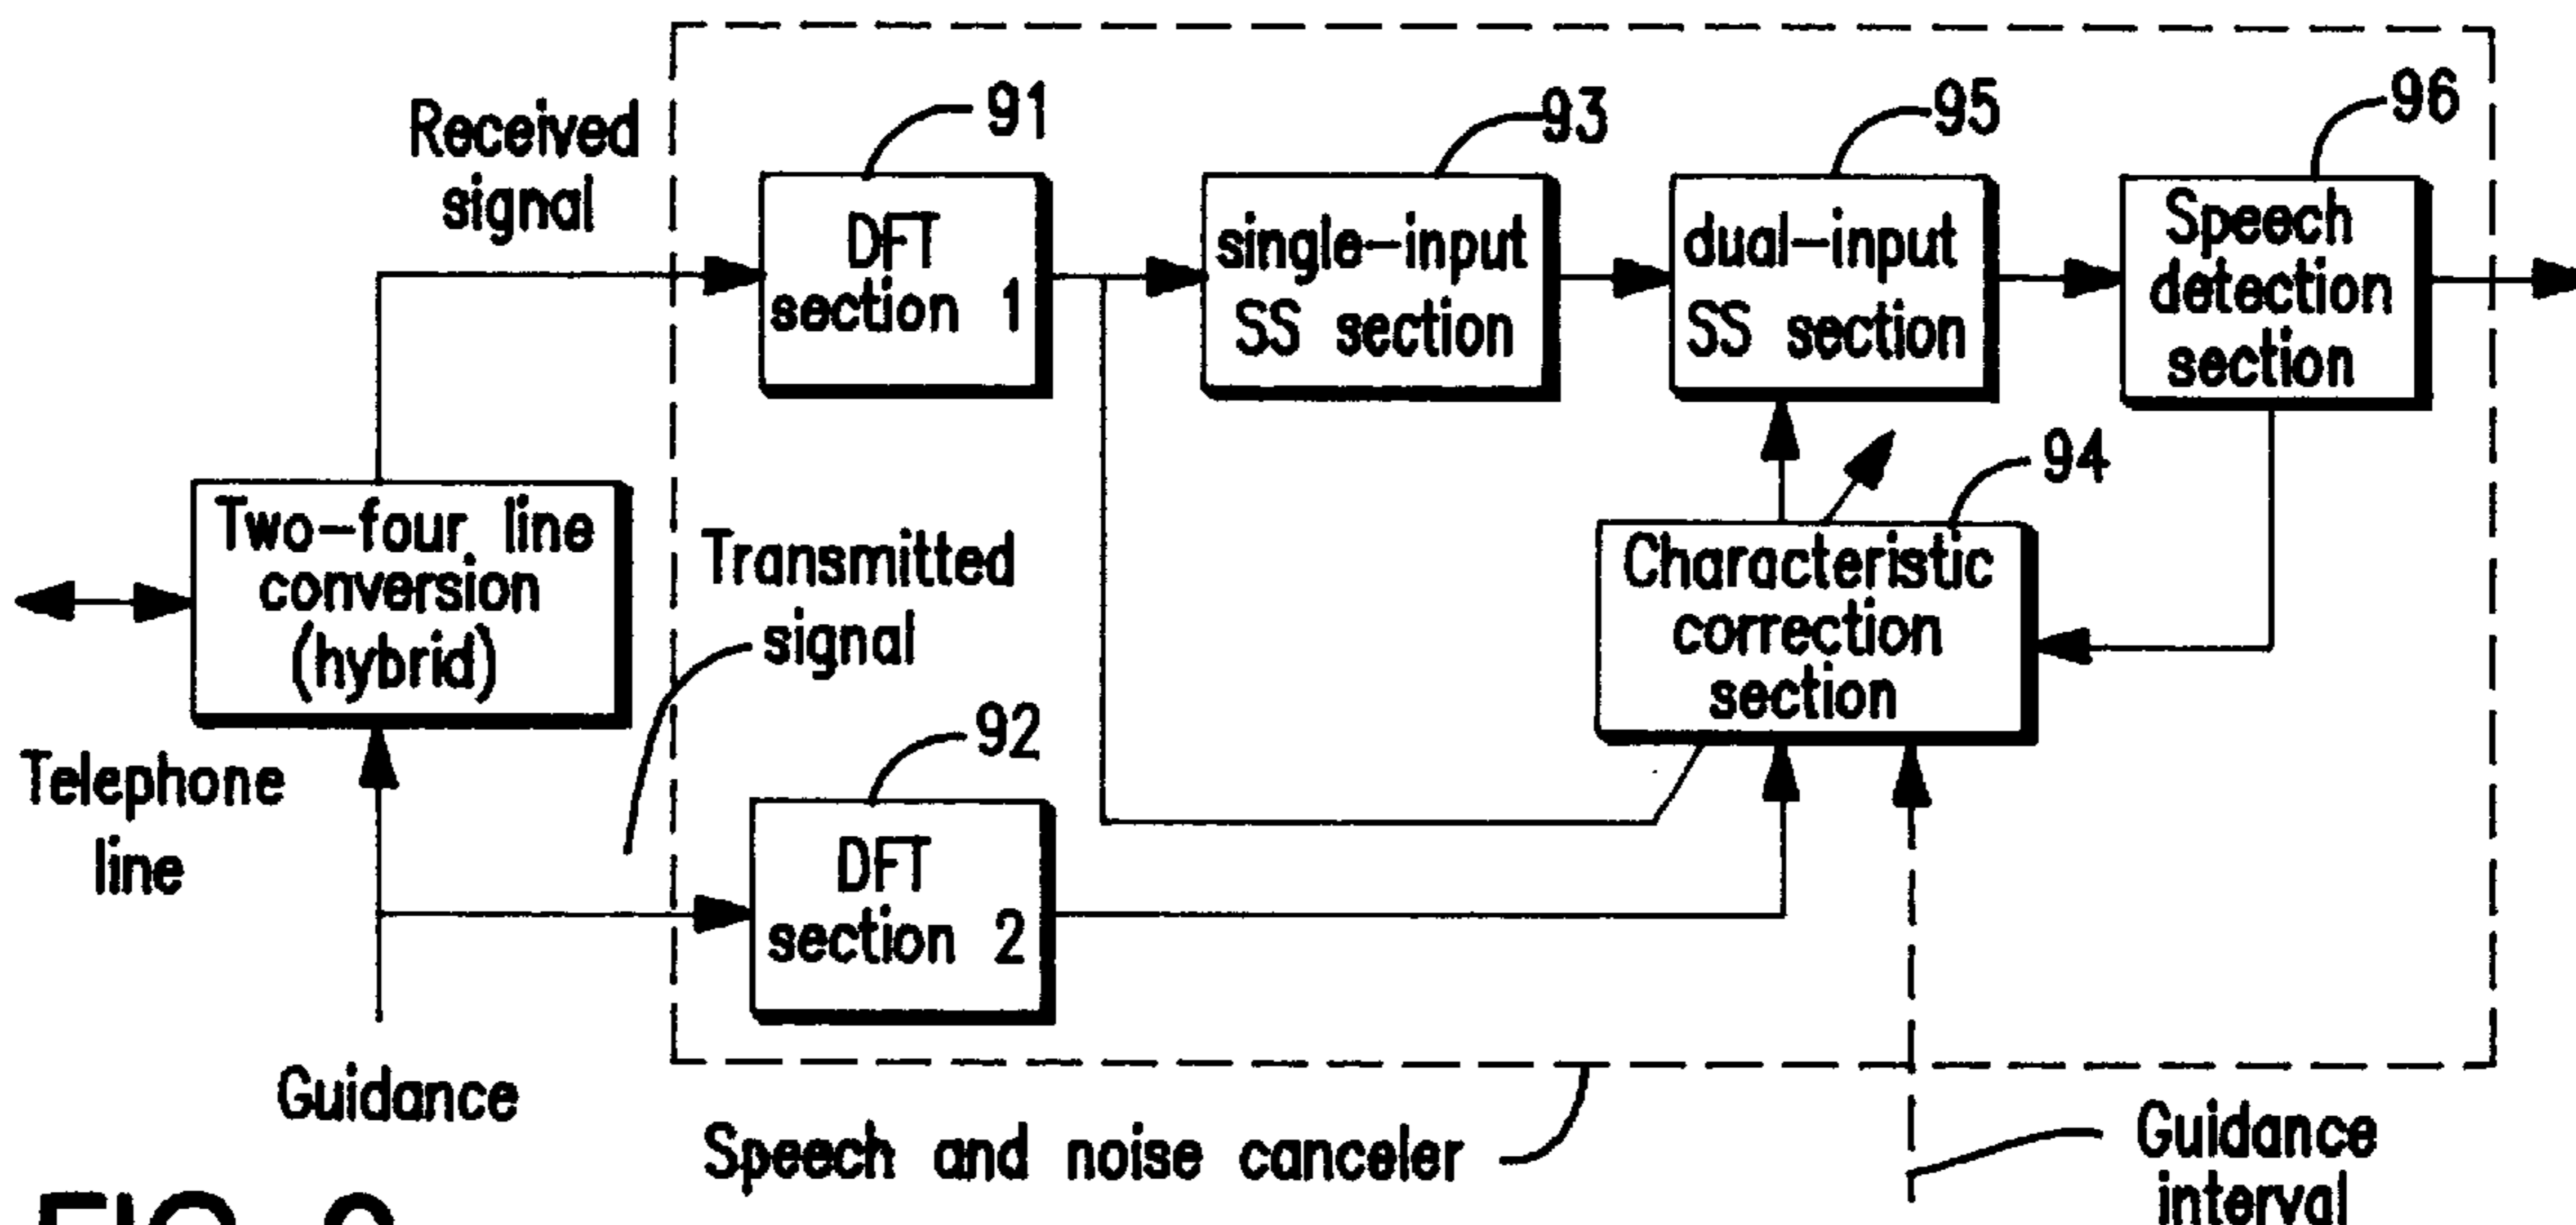 Received
signal
91
93
95
96
DFT
section 1
single-input
SS section
dual-input
SS section
Speech
detection
section
94
Two-four line
conversion
(hybrid)
Transmitted
signal
Characteristic
correction
section
Telephone
line
92
DFT
section 2
Guidance
Speech and noise canceler
Guidance
interval